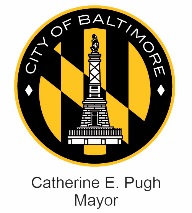 CITY OF BALTIMORE
Catherine E. Pugh
Mayor